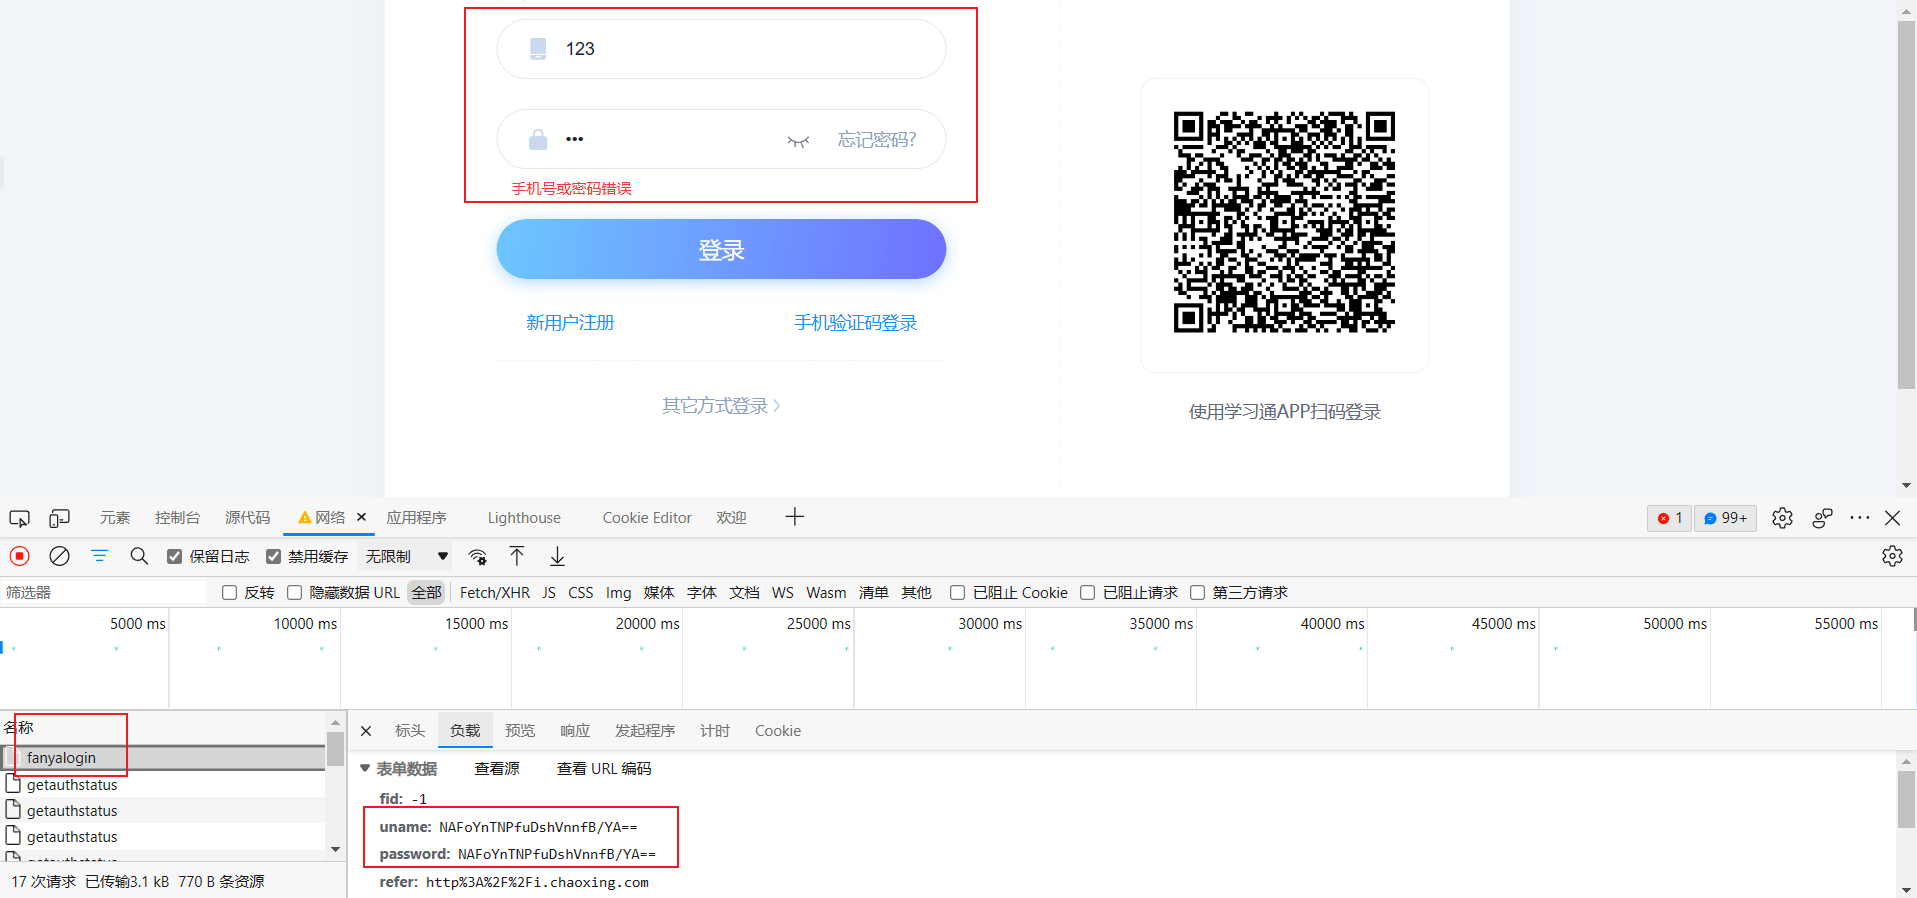 123
•••
忘记密码?
手机号或密码错误
登录
新用户注册
手机验证码登录
其它方式登录
使用学习通APP扫码登录
元素 控制台 源代码 网络 应用程序 Lighthouse Cookie Editor 欢迎 1 99+
保留日志 禁用缓存 无限制
筛选器 反转 隐藏数据 URL 全部 Fetch/XHR JS CSS Img 媒体 字体 文档 WS Wasm 清单 其他 已阻止 Cookie 已阻止请求 第三方请求
5000 ms 10000 ms 15000 ms 20000 ms 25000 ms 30000 ms 35000 ms 40000 ms 45000 ms 50000 ms 55000 ms
名称
fanyalogin
getauthstatus
getauthstatus
getauthstatus
getauthstatus
17 次请求 已传输3.1 kB 770 B 条资源
标头 负载 预览 响应 发起程序 计时 Cookie
表单数据 查看源 查看 URL 编码
fid: -1
uname: NAFoYnTNPfuDshVnnfB/YA==
password: NAFoYnTNPfuDshVnnfB/YA==
refer: http%3A%2F%2Fi.chaoxing.com